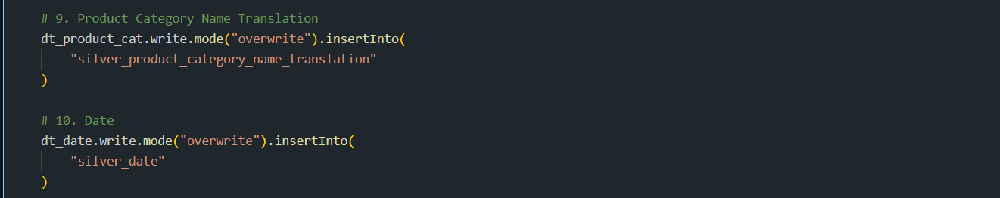 # 9. Product Category Name Translation
dt_product_cat.write.mode("overwrite").insertInto(
    "silver_product_category_name_translation"
)

# 10. Date
dt_date.write.mode("overwrite").insertInto(
    "silver_date"
)